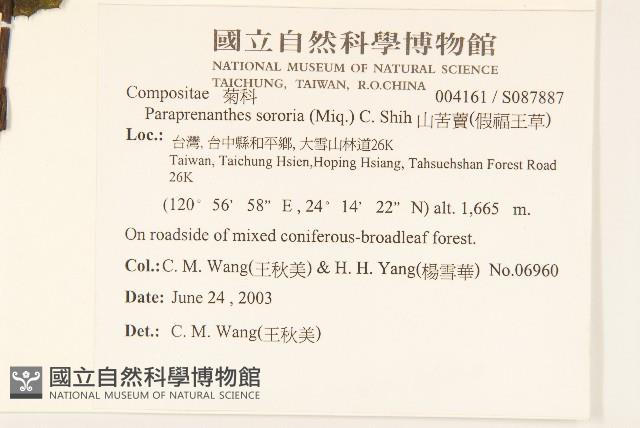 國立自然科學博物館
NATIONAL MUSEUM OF NATURAL SCIENCE
TAICHUNG, TAIWAN, R.O.CHINA
Compositae 菊科 004161 / S087887
Paraprenanthes sororia (Miq.) C. Shih 山苦蕒(假福王草)
Loc.: 台灣, 台中縣和平鄉, 大雪山林道26K
Taiwan, Taichung Hsien,Hoping Hsiang, Tahsuehshan Forest Road
26K
(120° 56’ 58” E , 24° 14’ 22” N) alt. 1,665 m.
On roadside of mixed coniferous-broadleaf forest.
Col.: C. M. Wang(王秋美) & H. H. Yang(楊雪華) No.06960
Date: June 24 , 2003
Det.: C. M. Wang(王秋美)
國立自然科學博物館
NATIONAL MUSEUM OF NATURAL SCIENCE